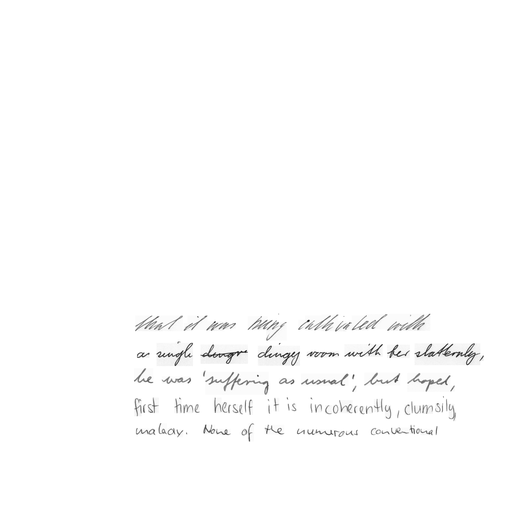 that it was being cultivated with
a single dingy room with her slatternly,
he was 'suffering as usual', but hoped,
first time herself it is incoherently, clumsily
malady. None of the numerous conventional